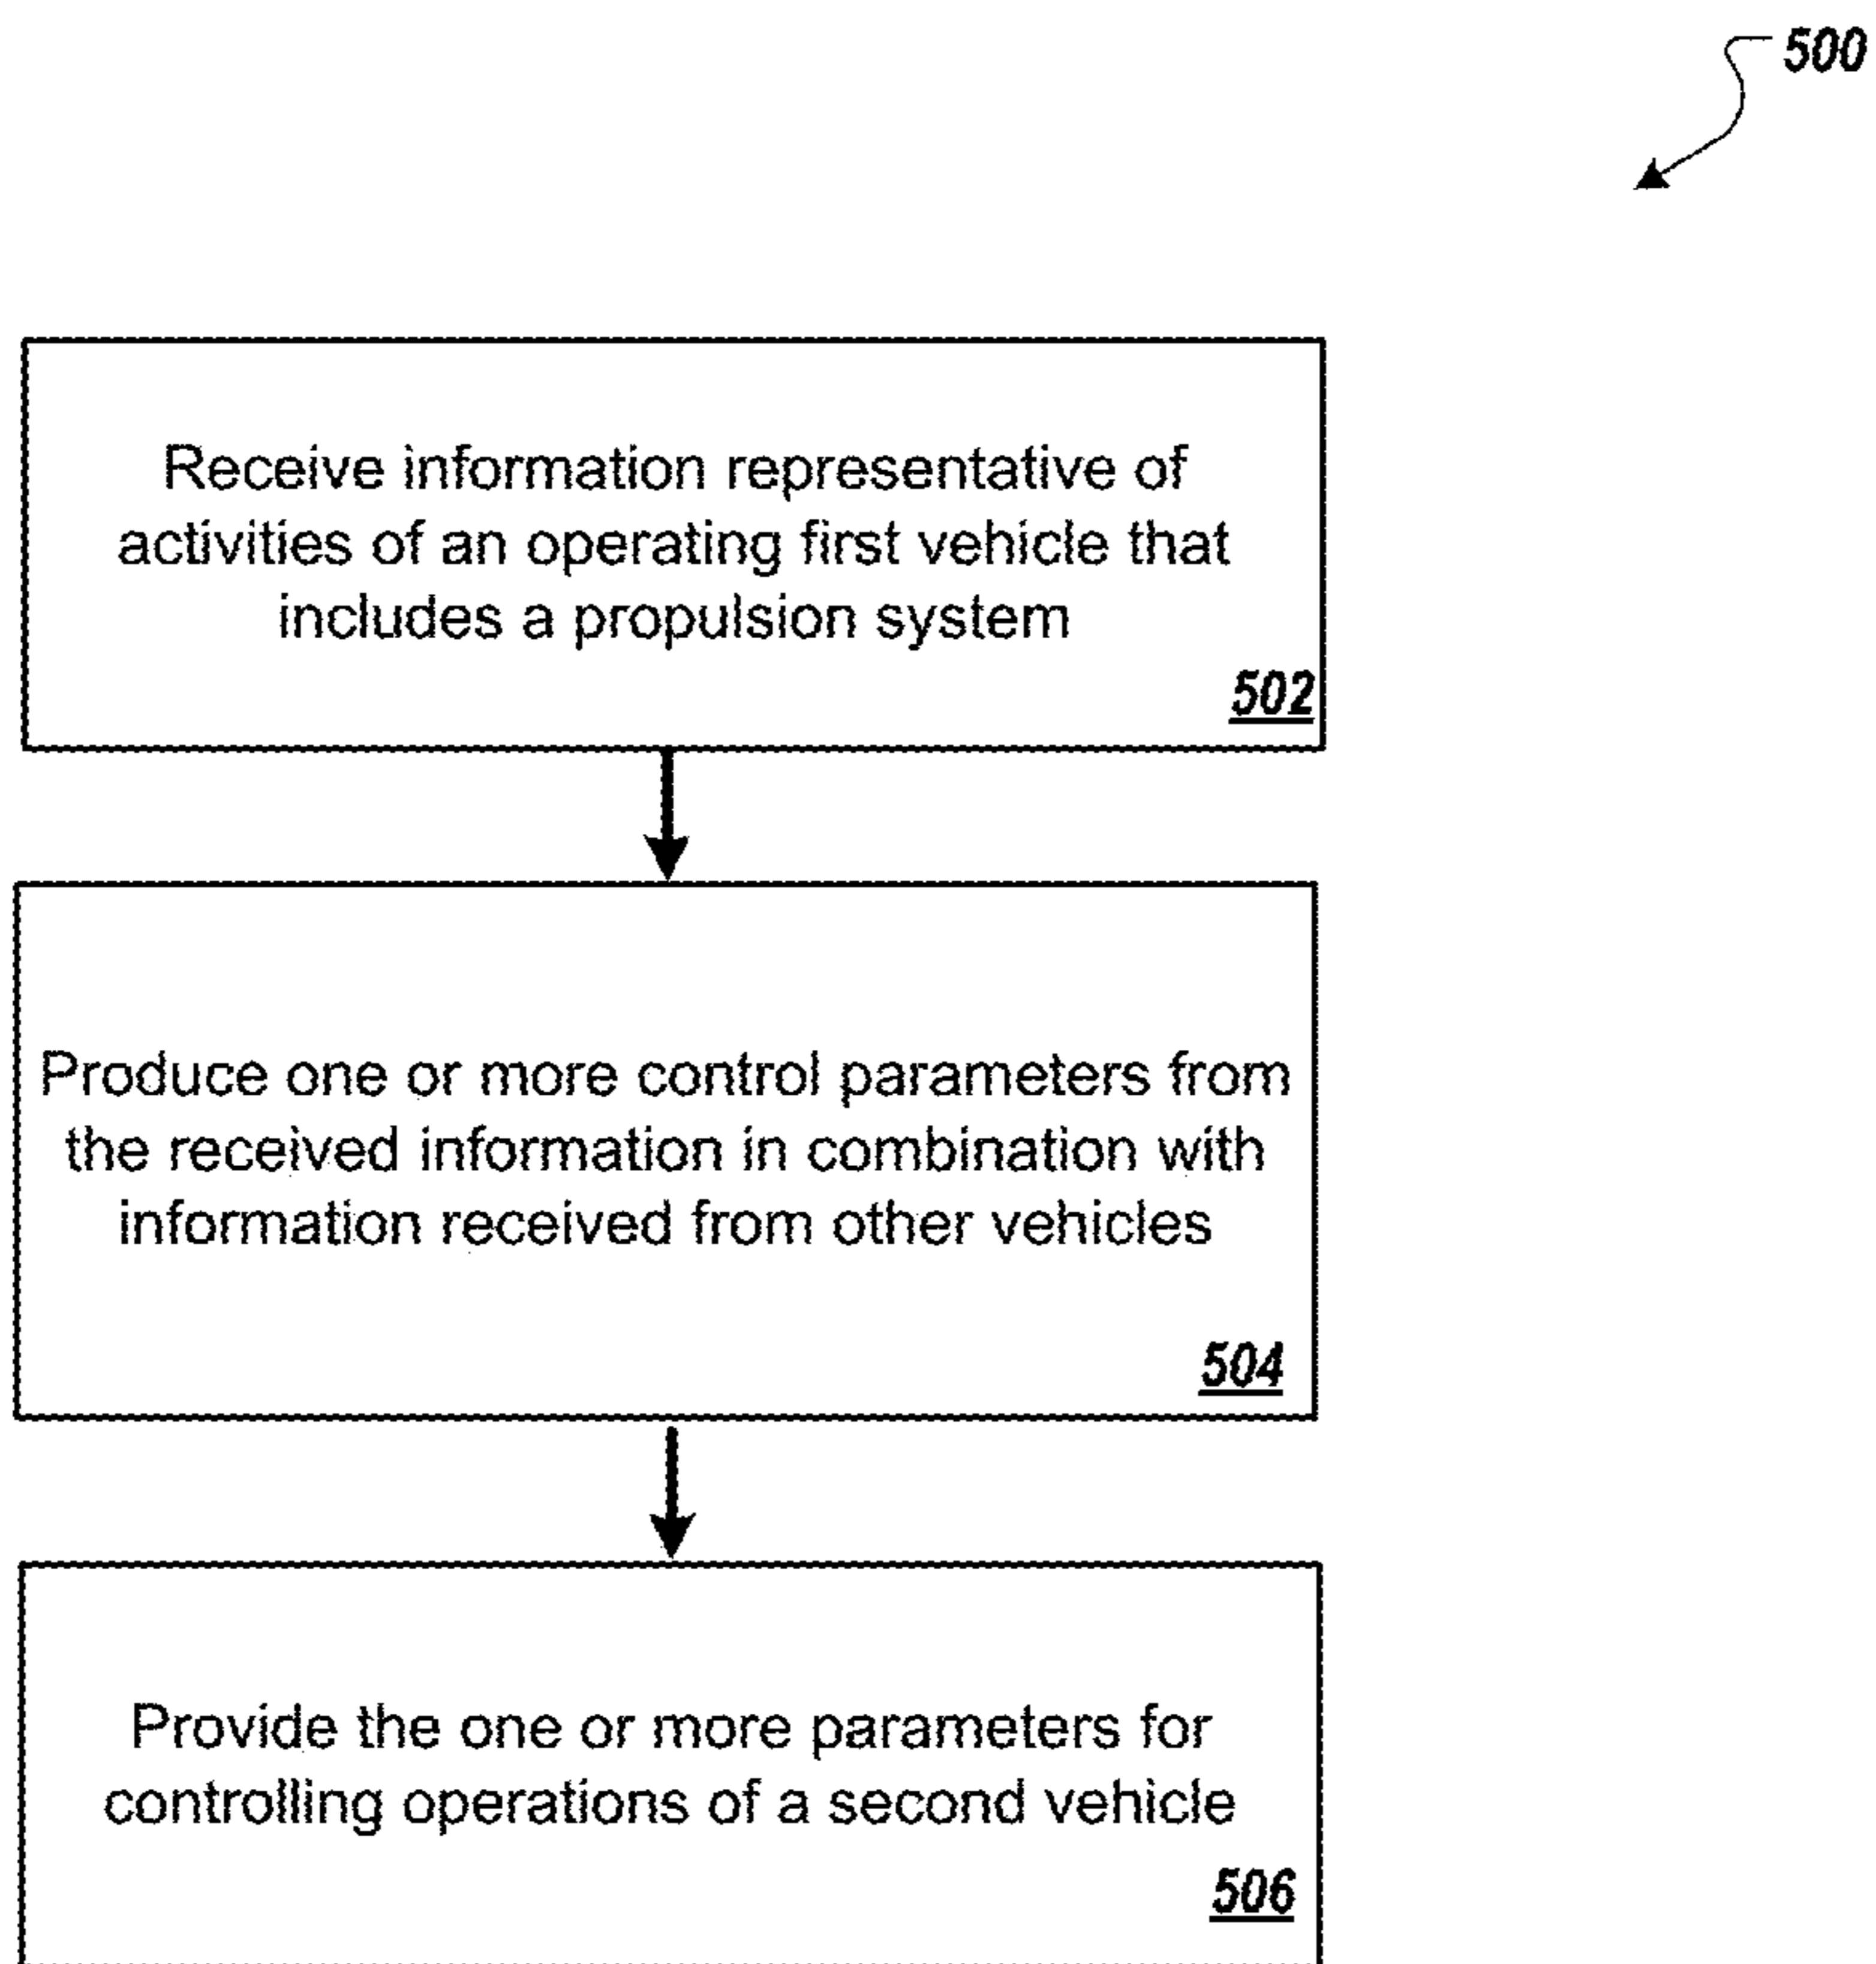 500
Receive information representative of
activities of an operating first vehicle that
includes a propulsion system
502
Produce one or more control parameters from
the received information in combination with
information received from other vehicles
504
Provide the one or more parameters for
controlling operations of a second vehicle
506